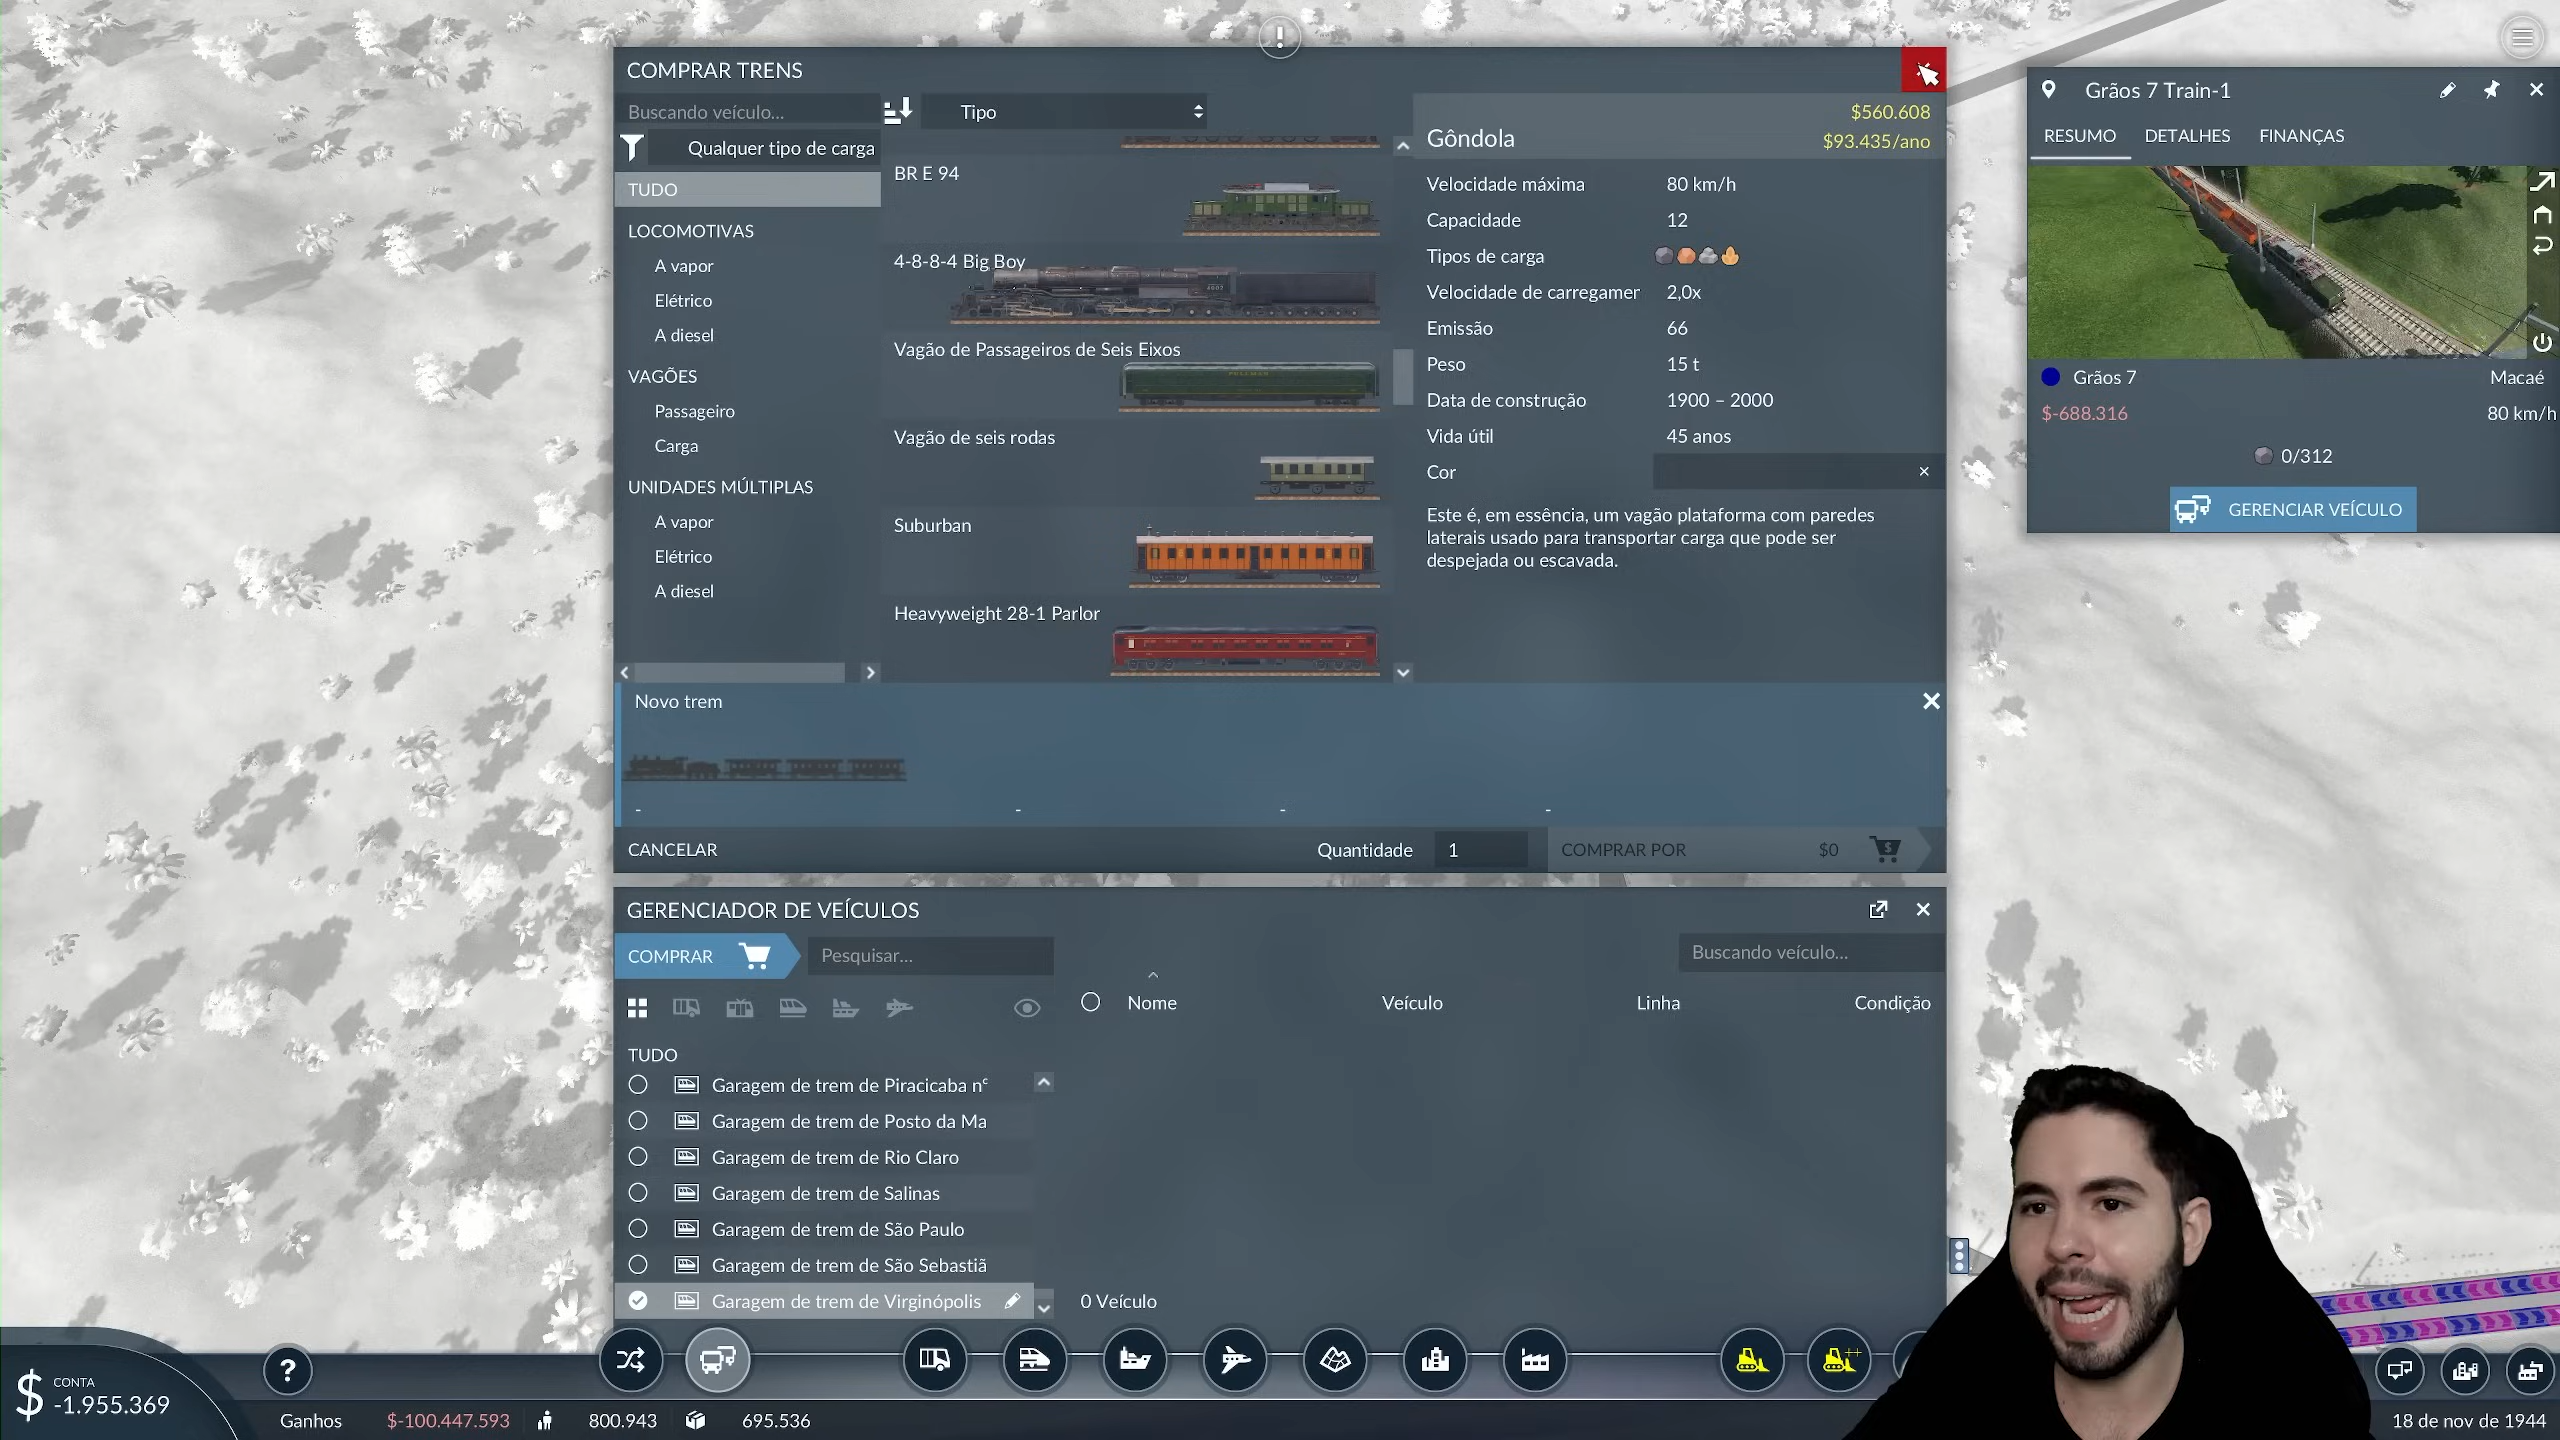 !
COMPRAR TRENS
Buscando veículo...
Tipo
Qualquer tipo de carga
TUDO
LOCOMOTIVAS
A vapor
Elétrico
A diesel
VAGÕES
Passageiro
Carga
UNIDADES MÚLTIPLAS
A vapor
Elétrico
A diesel
BR E 94
4-8-8-4 Big Boy
Vagão de Passageiros de Seis Eixos
Vagão de seis rodas
Suburban
Heavyweight 28-1 Parlor
$560.608
Gôndola
$93.435/ano
Velocidade máxima 80 km/h
Capacidade 12
Tipos de carga
Velocidade de carregamer 2,0x
Emissão 66
Peso 15 t
Data de construção 1900 – 2000
Vida útil 45 anos
Cor
Este é, em essência, um vagão plataforma com paredes
laterais usado para transportar carga que pode ser
despejada ou escavada.
Novo trem
- - - -
CANCELAR
Quantidade 1
COMPRAR POR $0
Grãos 7 Train-1
RESUMO DETALHES FINANÇAS
Grãos 7 Macaé
$-688.316 80 km/h
0/312
GERENCIAR VEÍCULO
GERENCIADOR DE VEÍCULOS
COMPRAR
Pesquisar...
Buscando veículo...
Nome Veículo Linha Condição
TUDO
Garagem de trem de Piracicaba nº
Garagem de trem de Posto da Ma
Garagem de trem de Rio Claro
Garagem de trem de Salinas
Garagem de trem de São Paulo
Garagem de trem de São Sebastiã
Garagem de trem de Virginópolis
0 Veículo
?
$ CONTA
-1.955.369
Ganhos $-100.447.593 800.943 695.536
++
18 de nov de 1944